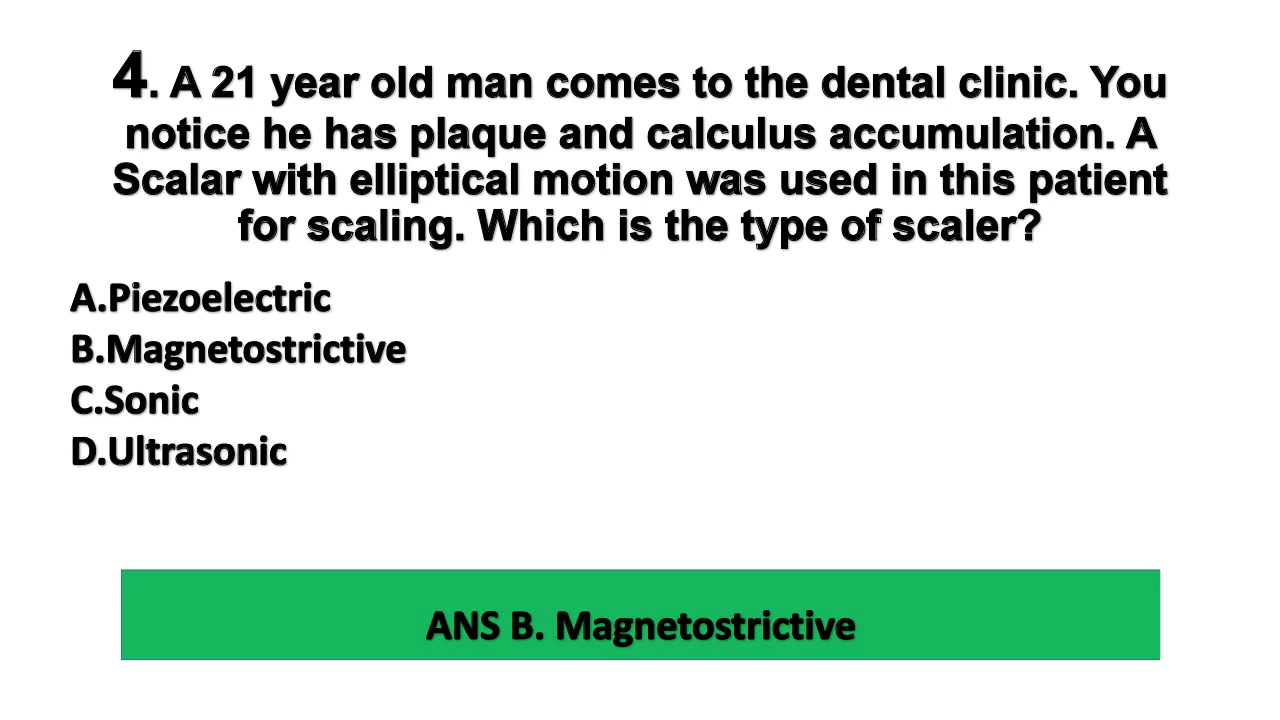 4. A 21 year old man comes to the dental clinic. You
notice he has plaque and calculus accumulation. A
Scalar with elliptical motion was used in this patient
for scaling. Which is the type of scaler?
A.Piezoelectric
B.Magnetostrictive
C.Sonic
D.Ultrasonic
ANS B. Magnetostrictive